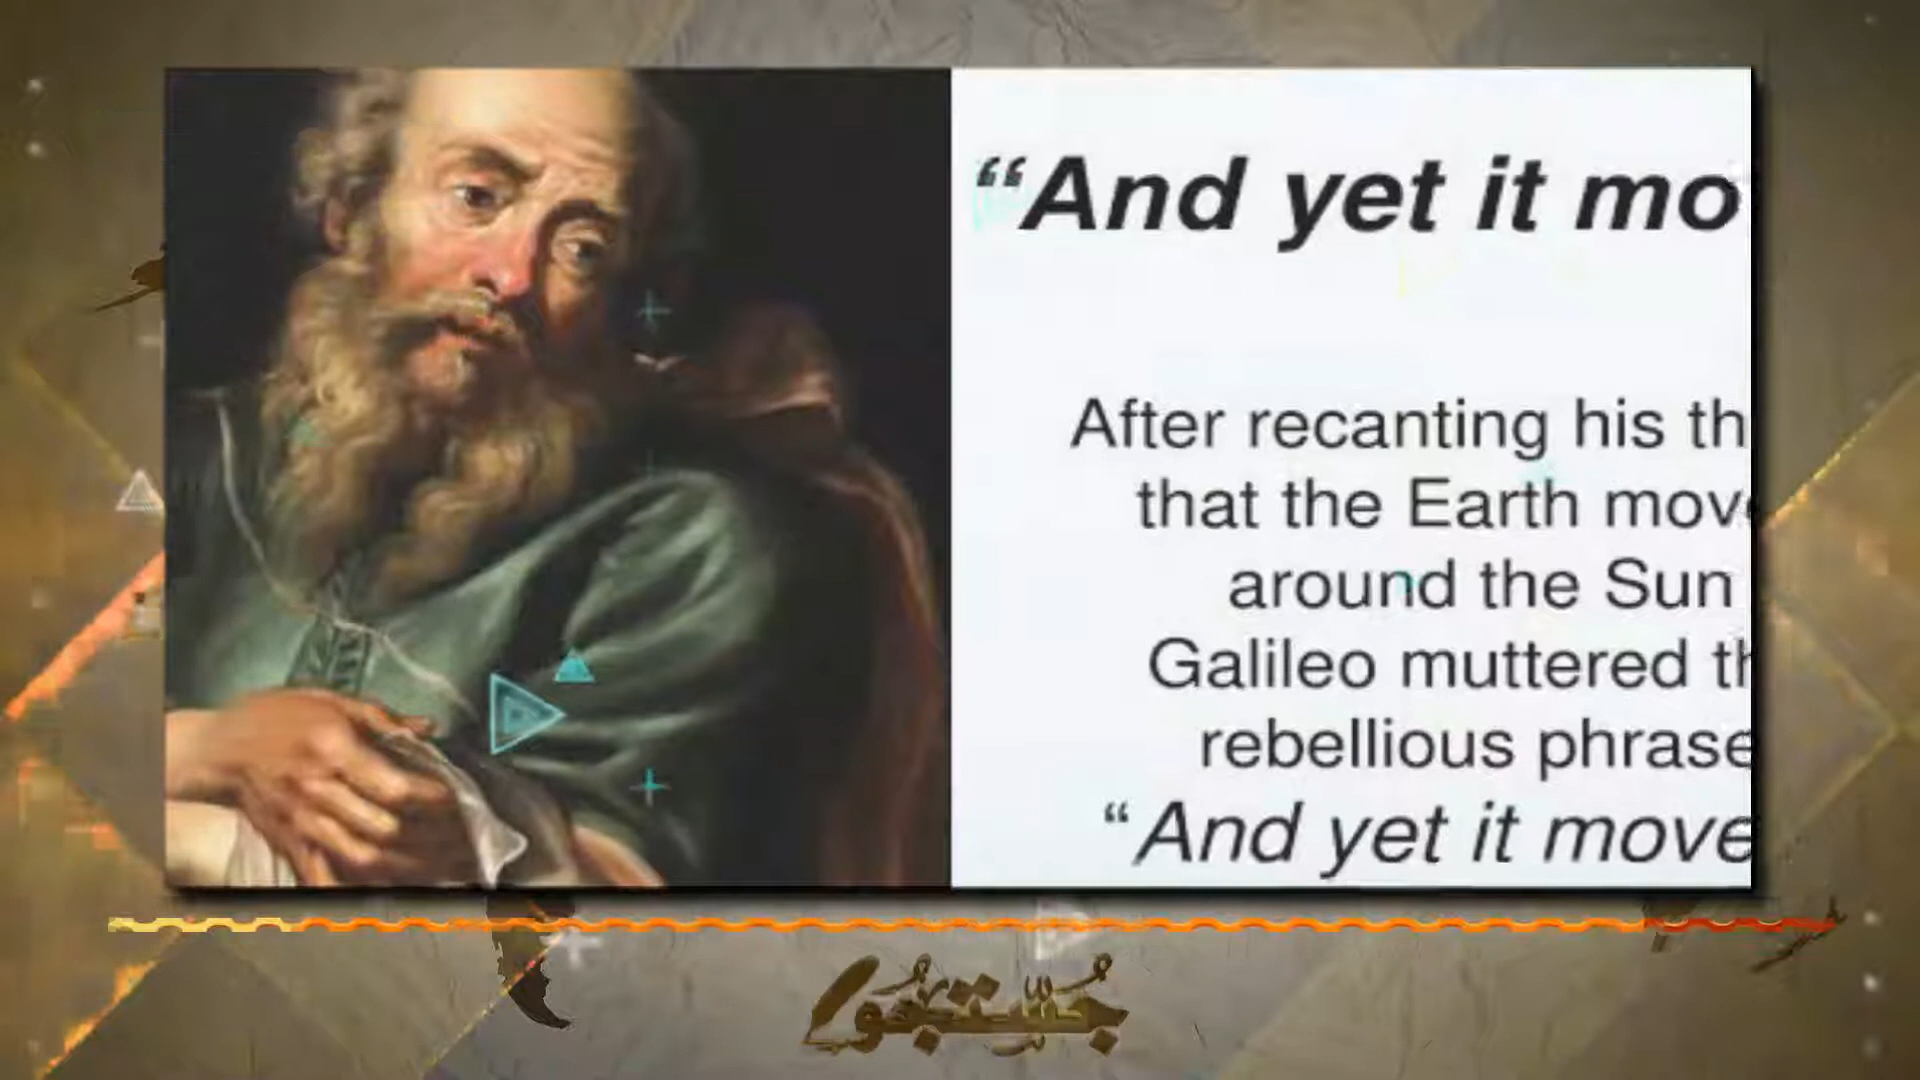 “And yet it mo
After recanting his th
that the Earth move
around the Sun
Galileo muttered th
rebellious phrase
“And yet it move
جستجو